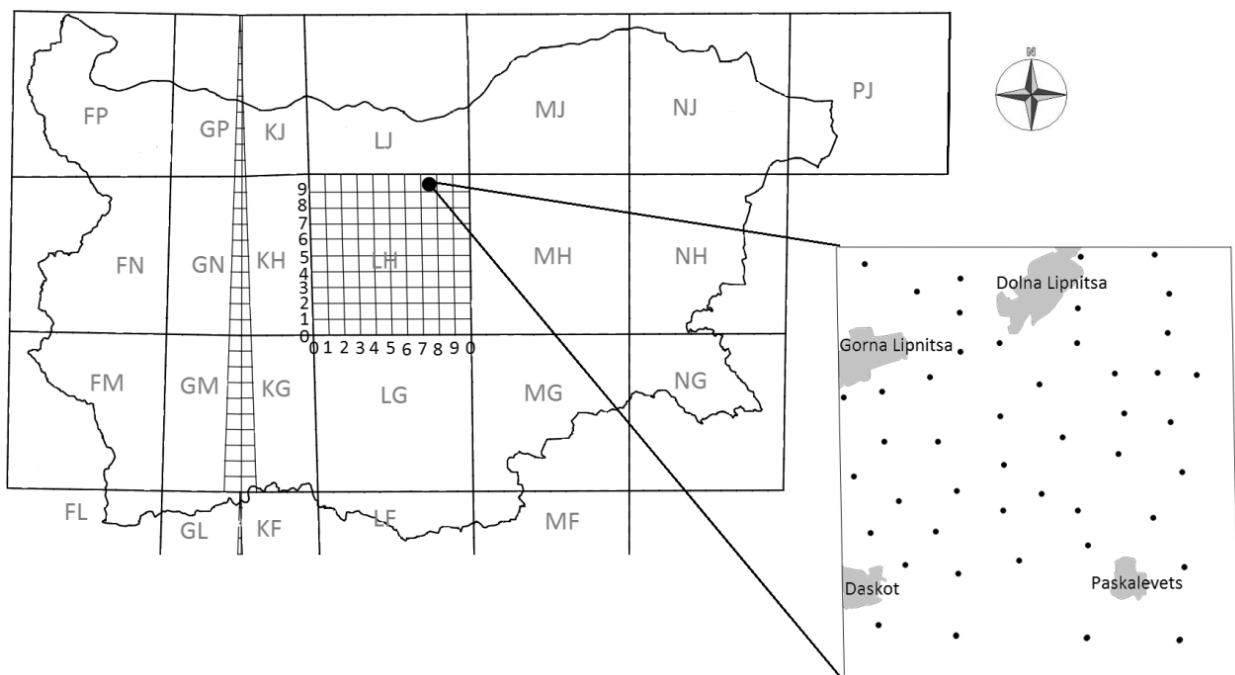 N
FP
GP
KJ
LJ
MJ
NJ
PJ
9
8
7
6
5
4
3
2
1
0
FN
GN
KH
LH
MH
NH
0 1 2 3 4 5 6 7 8 9 0
FM
GM
KG
LG
MG
NG
FL
GL
KF
LF
MF
Dolna Lipnitsa
Gorna Lipnitsa
Daskot
Paskalevets